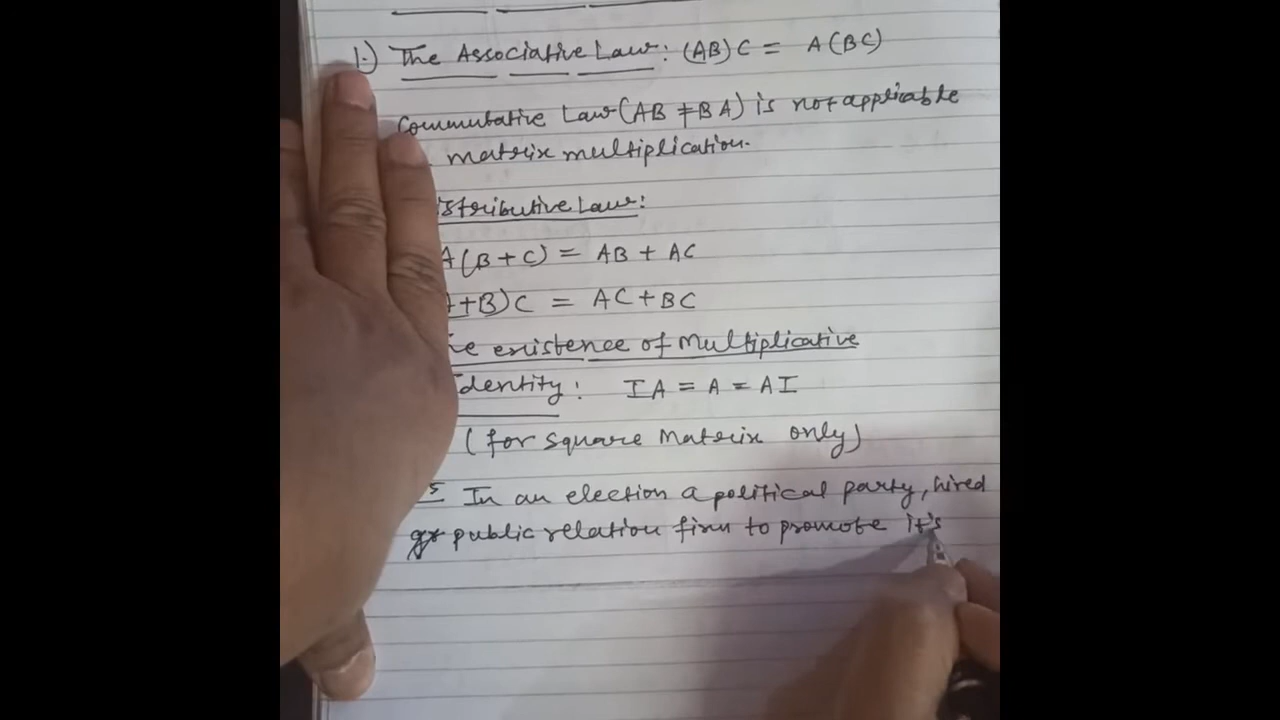 1.) The Associative Law: (AB) C = A (BC)
Commutative Law (AB ≠ BA) is not applicable
matrix multiplication.
istributive Law:
A (B + C) = AB + AC
+B) C = AC + BC
e existence of Multiplicative
dentity: IA = A = AI
(for square Matrix only)
In an election a political party, hired
public relation firm to promote it's